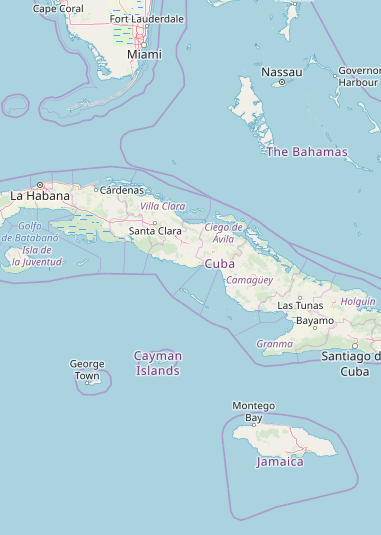 Cape Coral
Fort Lauderdale
Miami
Nassau
Governor
Harbour
The Bahamas
La Habana
Cárdenas
Villa Clara
Santa Clara
Ciego de
Ávila
Golfo
de Batabanó
Isla de
la Juventud
Cuba
Camagüey
Las Tunas
Holguín
Bayamo
Granma
Santiago d
Cuba
Cayman
Islands
George
Town
Montego
Bay
Jamaica